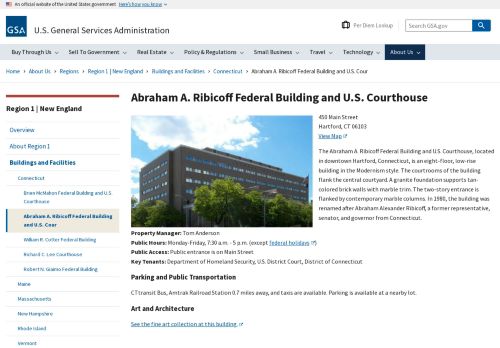 An official website of the United States government Here's how you know
GSA
U.S. General Services Administration
Per Diem Lookup
Search GSA.gov
Buy Through Us
Sell To Government
Real Estate
Policy & Regulations
Small Business
Travel
Technology
About Us
Home › About Us › Regions › Region 1 | New England › Buildings and Facilities › Connecticut › Abraham A. Ribicoff Federal Building and U.S. Cour
Region 1 | New England
Overview
About Region 1
Buildings and Facilities
Connecticut
Brian McMahon Federal Building and U.S.
Courthouse
Abraham A. Ribicoff Federal Building
and U.S. Cour
William R. Cotter Federal Building
Richard C. Lee Courthouse
Robert N. Giaimo Federal Building
Maine
Massachusetts
New Hampshire
Rhode Island
Vermont
Abraham A. Ribicoff Federal Building and U.S. Courthouse
450 Main Street
Hartford, CT 06103
View Map
The Abraham A. Ribicoff Federal Building and U.S. Courthouse, located
in downtown Hartford, Connecticut, is an eight-floor, low-rise
building in the Modernism style. The courtrooms of the building
flank the central courtyard. A granite foundation supports tan-
colored brick walls with marble trim. The two-story entrance is
flanked by contemporary marble columns. In 1980, the building was
renamed after Abraham Alexander Ribicoff, a former representative,
senator, and governor from Connecticut.
Property Manager: Tom Anderson
Public Hours: Monday-Friday, 7:30 a.m. - 5 p.m. (except federal holidays)
Public Access: Public entrance is on Main Street.
Key Tenants: Department of Homeland Security, U.S. District Court, District of Connecticut
Parking and Public Transportation
CTtransit Bus, Amtrak Railroad Station 0.7 miles away, and taxis are available. Parking is available at a nearby lot.
Art and Architecture
See the fine art collection at this building.